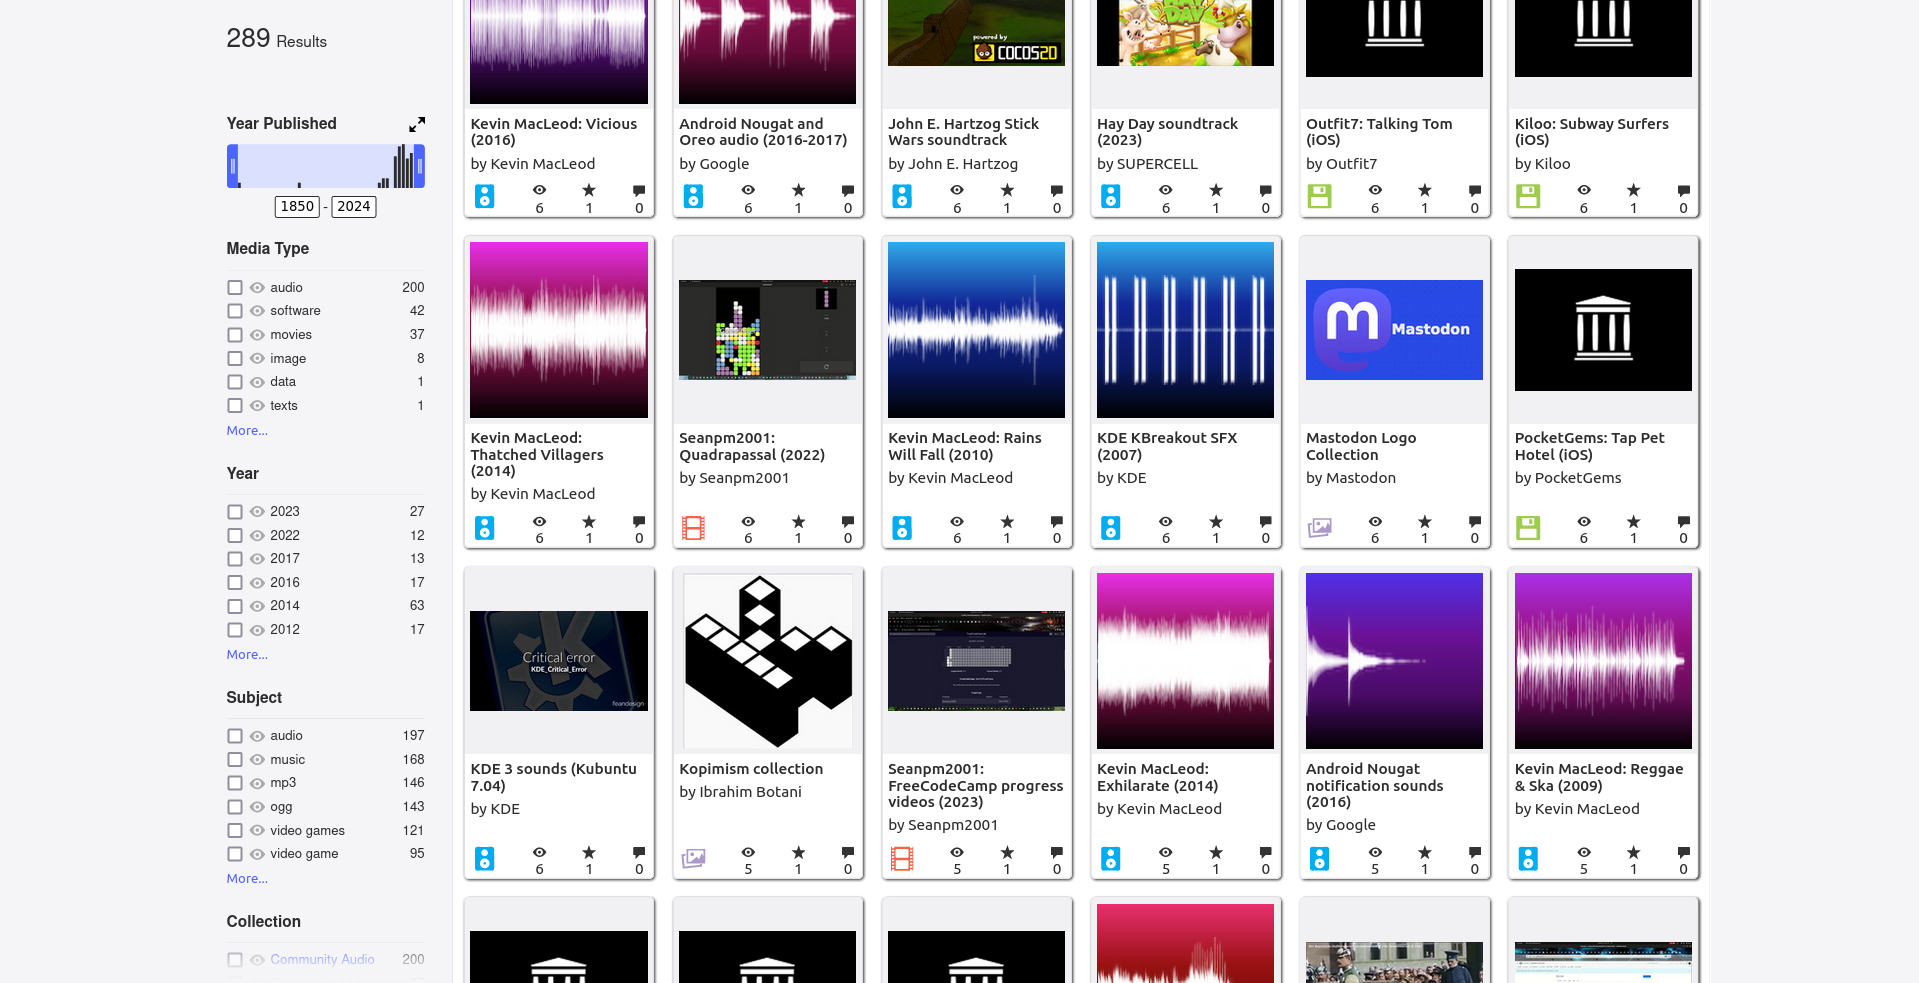 289 Results
Year Published
1850 - 2024
Media Type
audio 200
software 42
movies 37
image 8
data 1
texts 1
More...
Year
2023 27
2022 12
2017 13
2016 17
2014 63
2012 17
More...
Subject
audio 197
music 168
mp3 146
ogg 143
video games 121
video game 95
More...
Collection
Community Audio 200
powered by
COCOS2D
HAY
DAY
Kevin MacLeod: Vicious
(2016)
by Kevin MacLeod
6 1 0
Android Nougat and
Oreo audio (2016-2017)
by Google
6 1 0
John E. Hartzog Stick
Wars soundtrack
by John E. Hartzog
6 1 0
Hay Day soundtrack
(2023)
by SUPERCELL
6 1 0
Outfit7: Talking Tom
(iOS)
by Outfit7
6 1 0
Kiloo: Subway Surfers
(iOS)
by Kiloo
6 1 0
Kevin MacLeod:
Thatched Villagers
(2014)
by Kevin MacLeod
6 1 0
Seanpm2001:
Quadrapassal (2022)
by Seanpm2001
6 1 0
Kevin MacLeod: Rains
Will Fall (2010)
by Kevin MacLeod
6 1 0
KDE KBreakout SFX
(2007)
by KDE
6 1 0
Mastodon
Mastodon Logo
Collection
by Mastodon
6 1 0
PocketGems: Tap Pet
Hotel (iOS)
by PocketGems
6 1 0
Critical error
KDE_Critical_Error
feandesign
KDE 3 sounds (Kubuntu
7.04)
by KDE
6 1 0
Kopimism collection
by Ibrahim Botani
5 1 0
Seanpm2001:
FreeCodeCamp progress
videos (2023)
by Seanpm2001
5 1 0
Kevin MacLeod:
Exhilarate (2014)
by Kevin MacLeod
5 1 0
Android Nougat
notification sounds
(2016)
by Google
5 1 0
Kevin MacLeod: Reggae
& Ska (2009)
by Kevin MacLeod
5 1 0